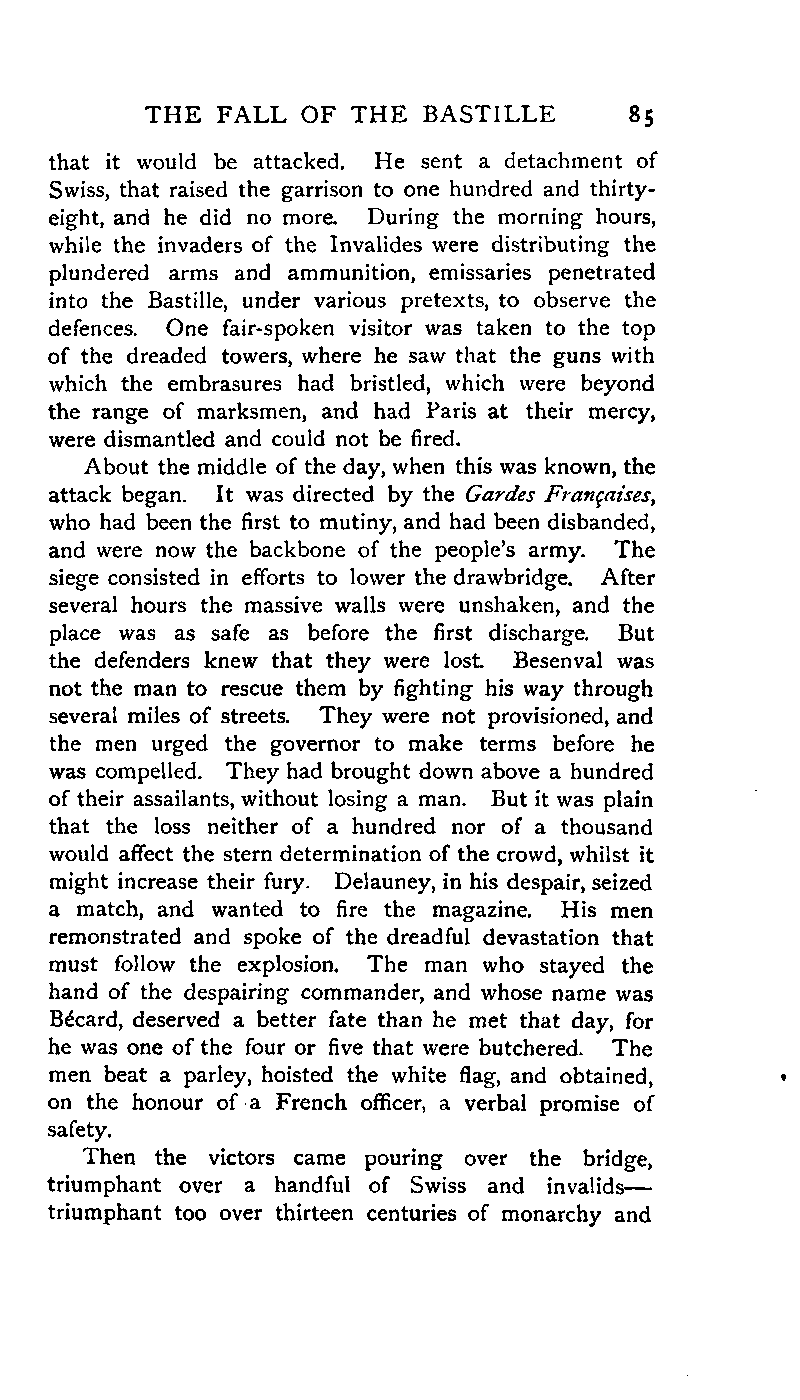 THE FALL OF THE BASTILLE 85
that it would be attacked. He sent a detachment of
Swiss, that raised the garrison to one hundred and thirty-
eight, and he did no more. During the morning hours,
while the invaders of the Invalides were distributing the
plundered arms and ammunition, emissaries penetrated
into the Bastille, under various pretexts, to observe the
defences. One fair-spoken visitor was taken to the top
of the dreaded towers, where he saw that the guns with
which the embrasures had bristled, which were beyond
the range of marksmen, and had Paris at their mercy,
were dismantled and could not be fired.
About the middle of the day, when this was known, the
attack began. It was directed by the Gardes Françaises,
who had been the first to mutiny, and had been disbanded,
and were now the backbone of the people's army. The
siege consisted in efforts to lower the drawbridge. After
several hours the massive walls were unshaken, and the
place was as safe as before the first discharge. But
the defenders knew that they were lost. Besenval was
not the man to rescue them by fighting his way through
several miles of streets. They were not provisioned, and
the men urged the governor to make terms before he
was compelled. They had brought down above a hundred
of their assailants, without losing a man. But it was plain
that the loss neither of a hundred nor of a thousand
would affect the stern determination of the crowd, whilst it
might increase their fury. Delauney, in his despair, seized
a match, and wanted to fire the magazine. His men
remonstrated and spoke of the dreadful devastation that
must follow the explosion. The man who stayed the
hand of the despairing commander, and whose name was
Bécard, deserved a better fate than he met that day, for
he was one of the four or five that were butchered. The
men beat a parley, hoisted the white flag, and obtained,
on the honour of a French officer, a verbal promise of
safety.
Then the victors came pouring over the bridge,
triumphant over a handful of Swiss and invalids—
triumphant too over thirteen centuries of monarchy and